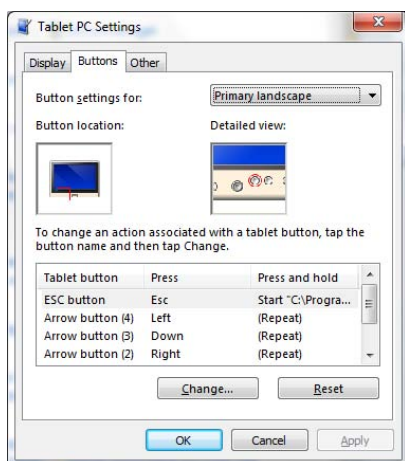 Tablet PC Settings
Display Buttons Other
Button settings for: Primary landscape
Button location: Detailed view:
To change an action associated with a tablet button, tap the
button name and then tap Change.
Tablet button Press Press and hold
ESC button Esc Start "C:\Progra...
Arrow button (4) Left (Repeat)
Arrow button (3) Down (Repeat)
Arrow button (2) Right (Repeat)
Change... Reset
OK Cancel Apply